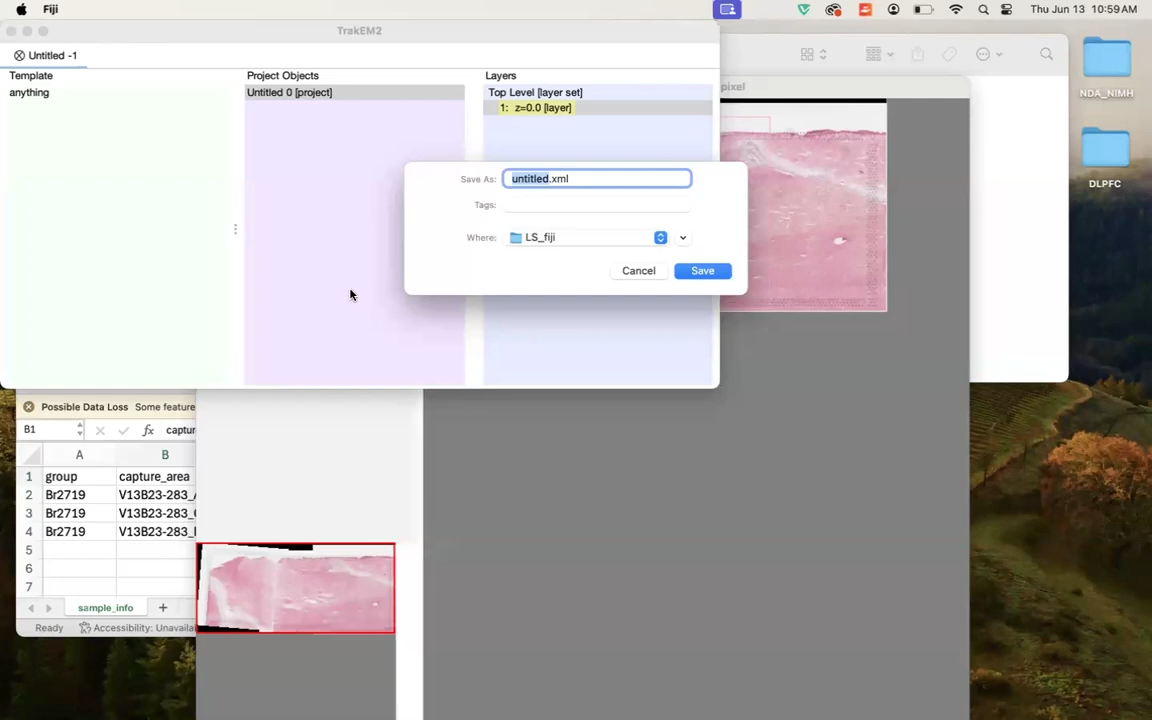 Fiji
Thu Jun 13 10:59 AM
TrakEM2
Untitled -1
Template
anything
Project Objects
Untitled 0 [project]
Layers
Top Level [layer set]
1: z=0.0 [layer]
pixel
Save As:
untitled.xml
Tags:
Where:
LS_fiji
Cancel
Save
NDA_NIMH
DLPFC
Possible Data Loss Some feature
B1
fx
captur
A
B
1 group capture_area
2 Br2719 V13B23-283_
3 Br2719 V13B23-283_
4 Br2719 V13B23-283_
5
6
7
sample_info
+
Ready
Accessibility: Unavaila